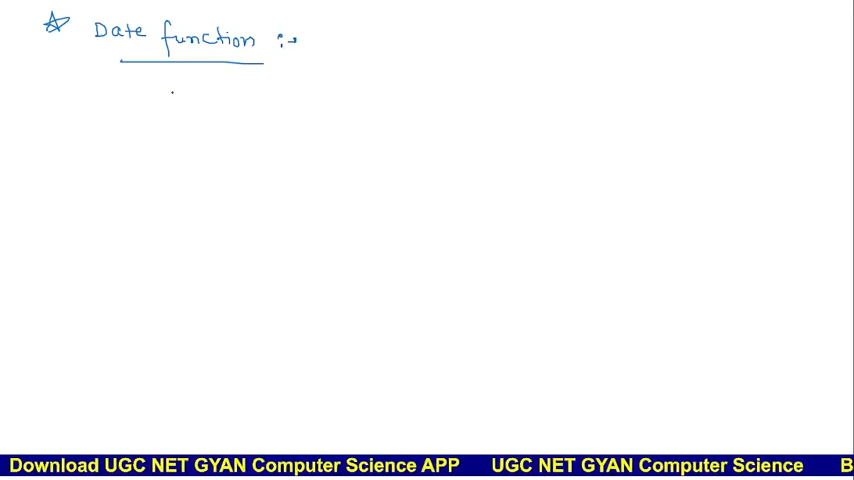 ☆ Date function :→
Download UGC NET GYAN Computer Science APP UGC NET GYAN Computer Science B